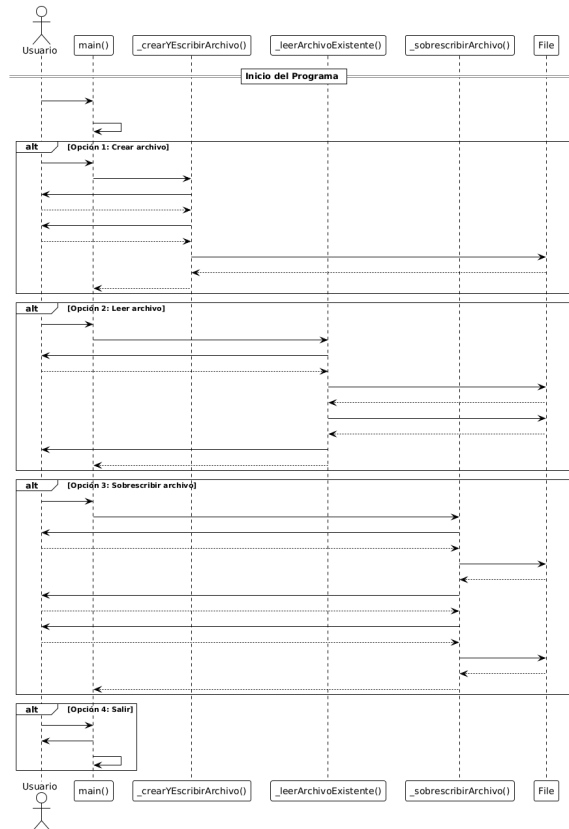 Usuario
main()
_crearYEscribirArchivo()
_leerArchivoExistente()
_sobrescribirArchivo()
File
Inicio del Programa
alt
[Opción 1: Crear archivo]
alt
[Opción 2: Leer archivo]
alt
[Opción 3: Sobrescribir archivo]
alt
[Opción 4: Salir]
Usuario
main()
_crearYEscribirArchivo()
_leerArchivoExistente()
_sobrescribirArchivo()
File